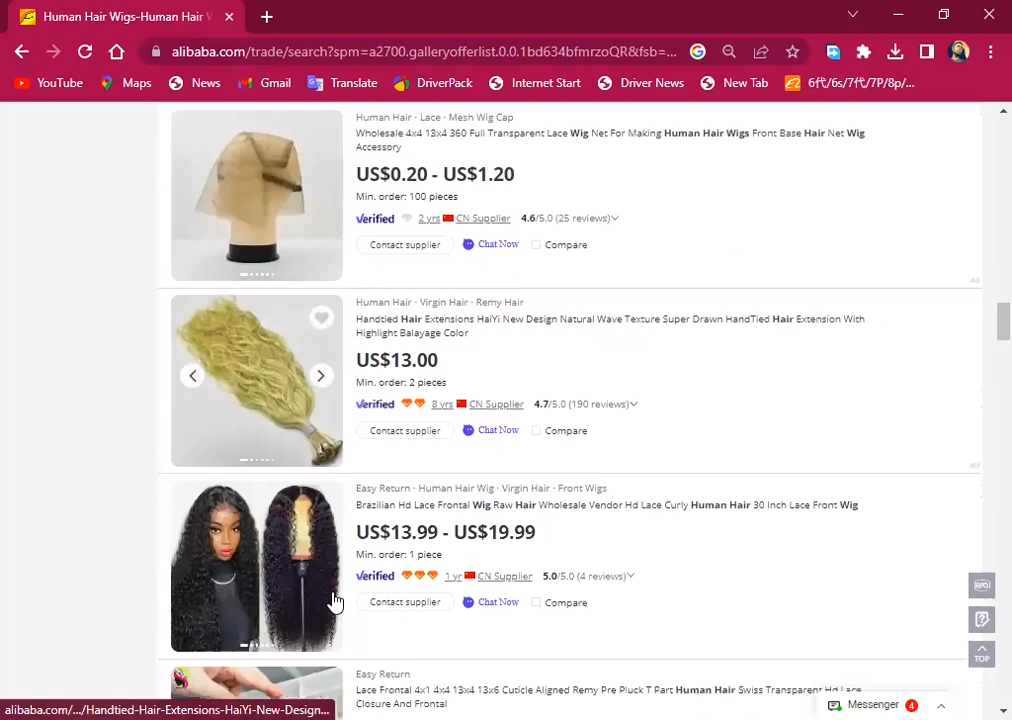 Human Hair Wigs-Human Hair W
alibaba.com/trade/search?spm=a2700.galleryofferlist.0.0.1bd634bfmrzoQR&fsb=...
YouTube Maps News Gmail Translate DriverPack Internet Start Driver News New Tab 6代/6s/7代/7P/8p/...
Human Hair · Lace · Mesh Wig Cap
Wholesale 4x4 13x4 360 Full Transparent Lace Wig Net For Making Human Hair Wigs Front Base Hair Net Wig
Accessory
US$0.20 - US$1.20
Min. order: 100 pieces
Verified 2 yrs CN Supplier 4.6/5.0 (25 reviews)
Contact supplier Chat Now Compare
Ad
Human Hair · Virgin Hair · Remy Hair
Handtied Hair Extensions HaiYi New Design Natural Wave Texture Super Drawn HandTied Hair Extension With
Highlight Balayage Color
US$13.00
Min. order: 2 pieces
Verified 8 yrs CN Supplier 4.7/5.0 (190 reviews)
Contact supplier Chat Now Compare
Ad
Easy Return · Human Hair Wig · Virgin Hair · Front Wigs
Brazilian Hd Lace Frontal Wig Raw Hair Wholesale Vendor Hd Lace Curly Human Hair 30 Inch Lace Front Wig
US$13.99 - US$19.99
Min. order: 1 piece
Verified 1 yr CN Supplier 5.0/5.0 (4 reviews)
Contact supplier Chat Now Compare
RFQ
TOP
Easy Return
Lace Frontal 4x1 4x4 13x4 13x6 Cuticle Aligned Remy Pre Pluck T Part Human Hair Swiss Transparent Hd Lace
Closure And Frontal
Messenger 4
alibaba.com/.../Handtied-Hair-Extensions-HaiYi-New-Design...